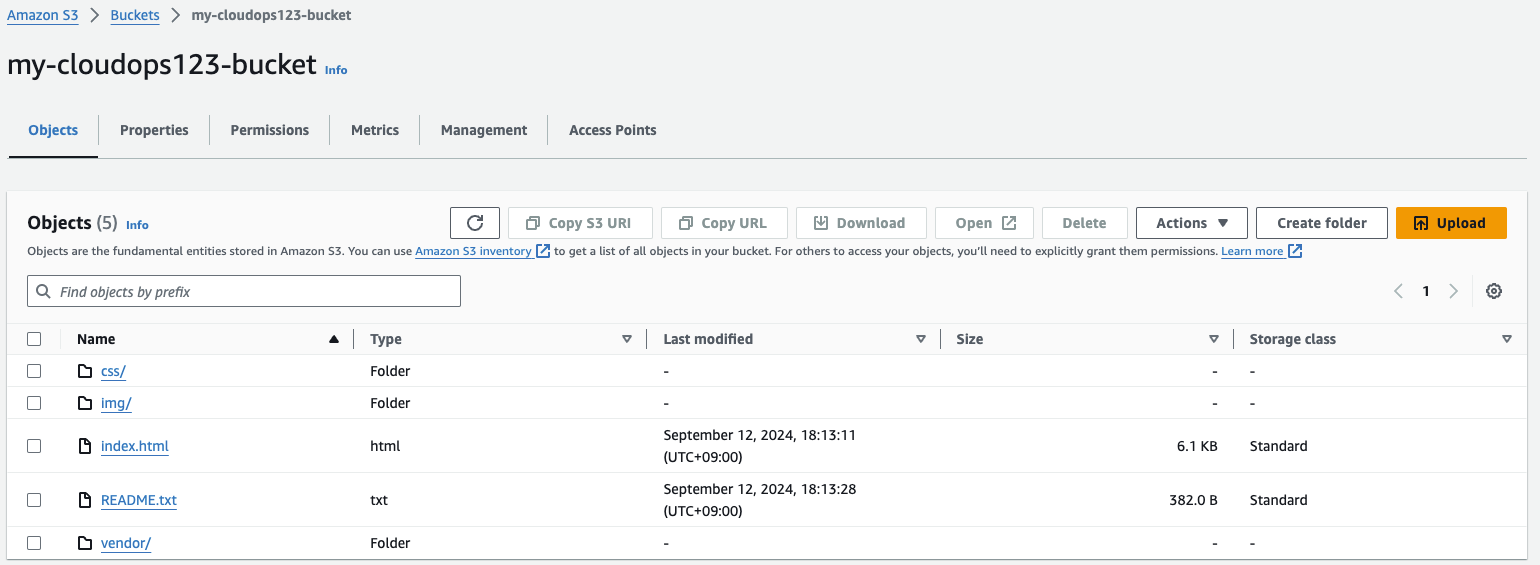 Amazon S3 > Buckets > my-cloudops123-bucket
my-cloudops123-bucket Info
Objects Properties Permissions Metrics Management Access Points
Objects (5) Info Copy S3 URI Copy URL Download Open Delete Actions Create folder Upload
Objects are the fundamental entities stored in Amazon S3. You can use Amazon S3 inventory to get a list of all objects in your bucket. For others to access your objects, you'll need to explicitly grant them permissions. Learn more
Find objects by prefix 1
Name Type Last modified Size Storage class
css/ Folder - - -
img/ Folder - - -
index.html html September 12, 2024, 18:13:11 6.1 KB Standard
(UTC+09:00)
README.txt txt September 12, 2024, 18:13:28 382.0 B Standard
(UTC+09:00)
vendor/ Folder - - -